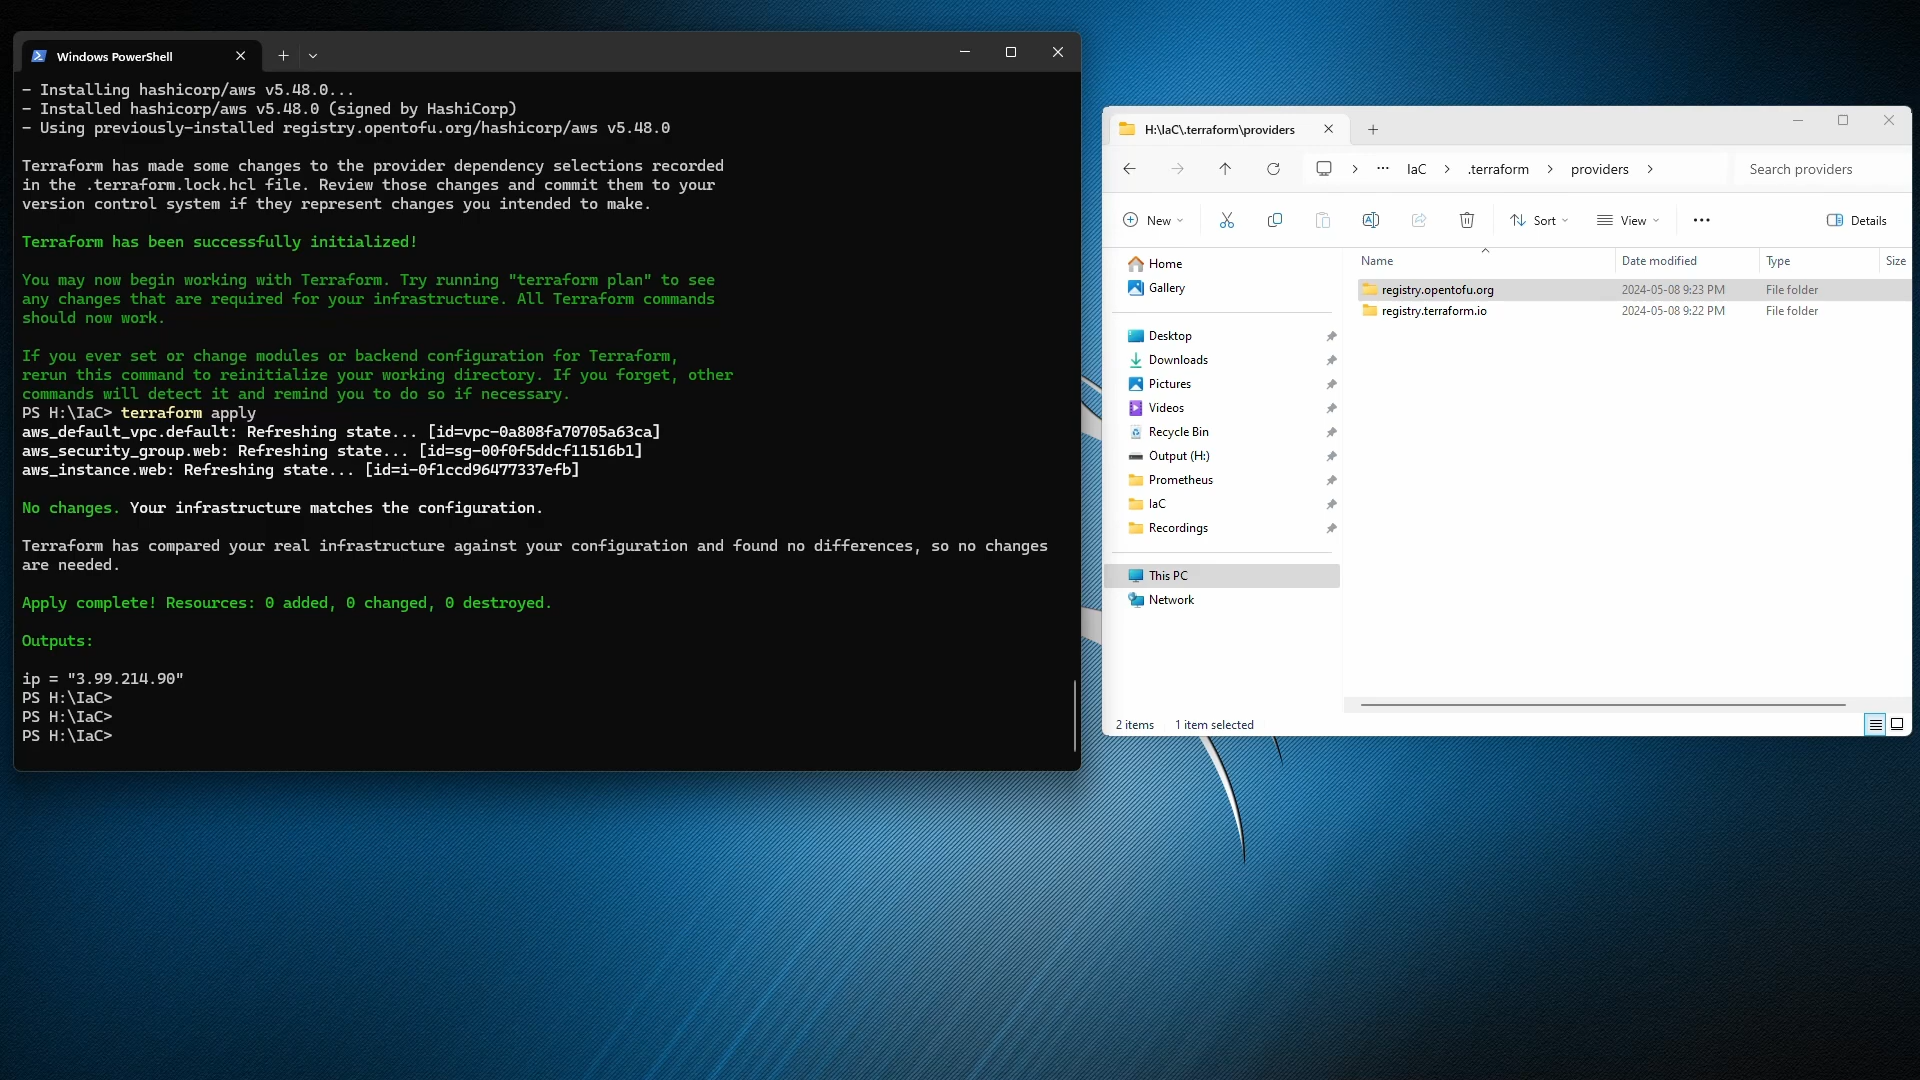 Windows PowerShell
- Installing hashicorp/aws v5.48.0...
- Installed hashicorp/aws v5.48.0 (signed by HashiCorp)
- Using previously-installed registry.opentofu.org/hashicorp/aws v5.48.0
Terraform has made some changes to the provider dependency selections recorded
in the .terraform.lock.hcl file. Review those changes and commit them to your
version control system if they represent changes you intended to make.
Terraform has been successfully initialized!
You may now begin working with Terraform. Try running "terraform plan" to see
any changes that are required for your infrastructure. All Terraform commands
should now work.
If you ever set or change modules or backend configuration for Terraform,
rerun this command to reinitialize your working directory. If you forget, other
commands will detect it and remind you to do so if necessary.
PS H:\IaC> terraform apply
aws_default_vpc.default: Refreshing state... [id=vpc-0a808fa70705a63ca]
aws_security_group.web: Refreshing state... [id=sg-00f0f5ddcf11516b1]
aws_instance.web: Refreshing state... [id=i-0f1ccd96477337efb]
No changes. Your infrastructure matches the configuration.
Terraform has compared your real infrastructure against your configuration and found no differences, so no changes
are needed.
Apply complete! Resources: 0 added, 0 changed, 0 destroyed.
Outputs:
ip = "3.99.214.90"
PS H:\IaC>
PS H:\IaC>
PS H:\IaC>
H:\IaC\.terraform\providers
IaC > .terraform > providers >
Search providers
New
Sort
View
Details
Home
Gallery
Desktop
Downloads
Pictures
Videos
Recycle Bin
Output (H:)
Prometheus
IaC
Recordings
This PC
Network
Name Date modified Type Size
registry.opentofu.org 2024-05-08 9:23 PM File folder
registry.terraform.io 2024-05-08 9:22 PM File folder
2 items 1 item selected